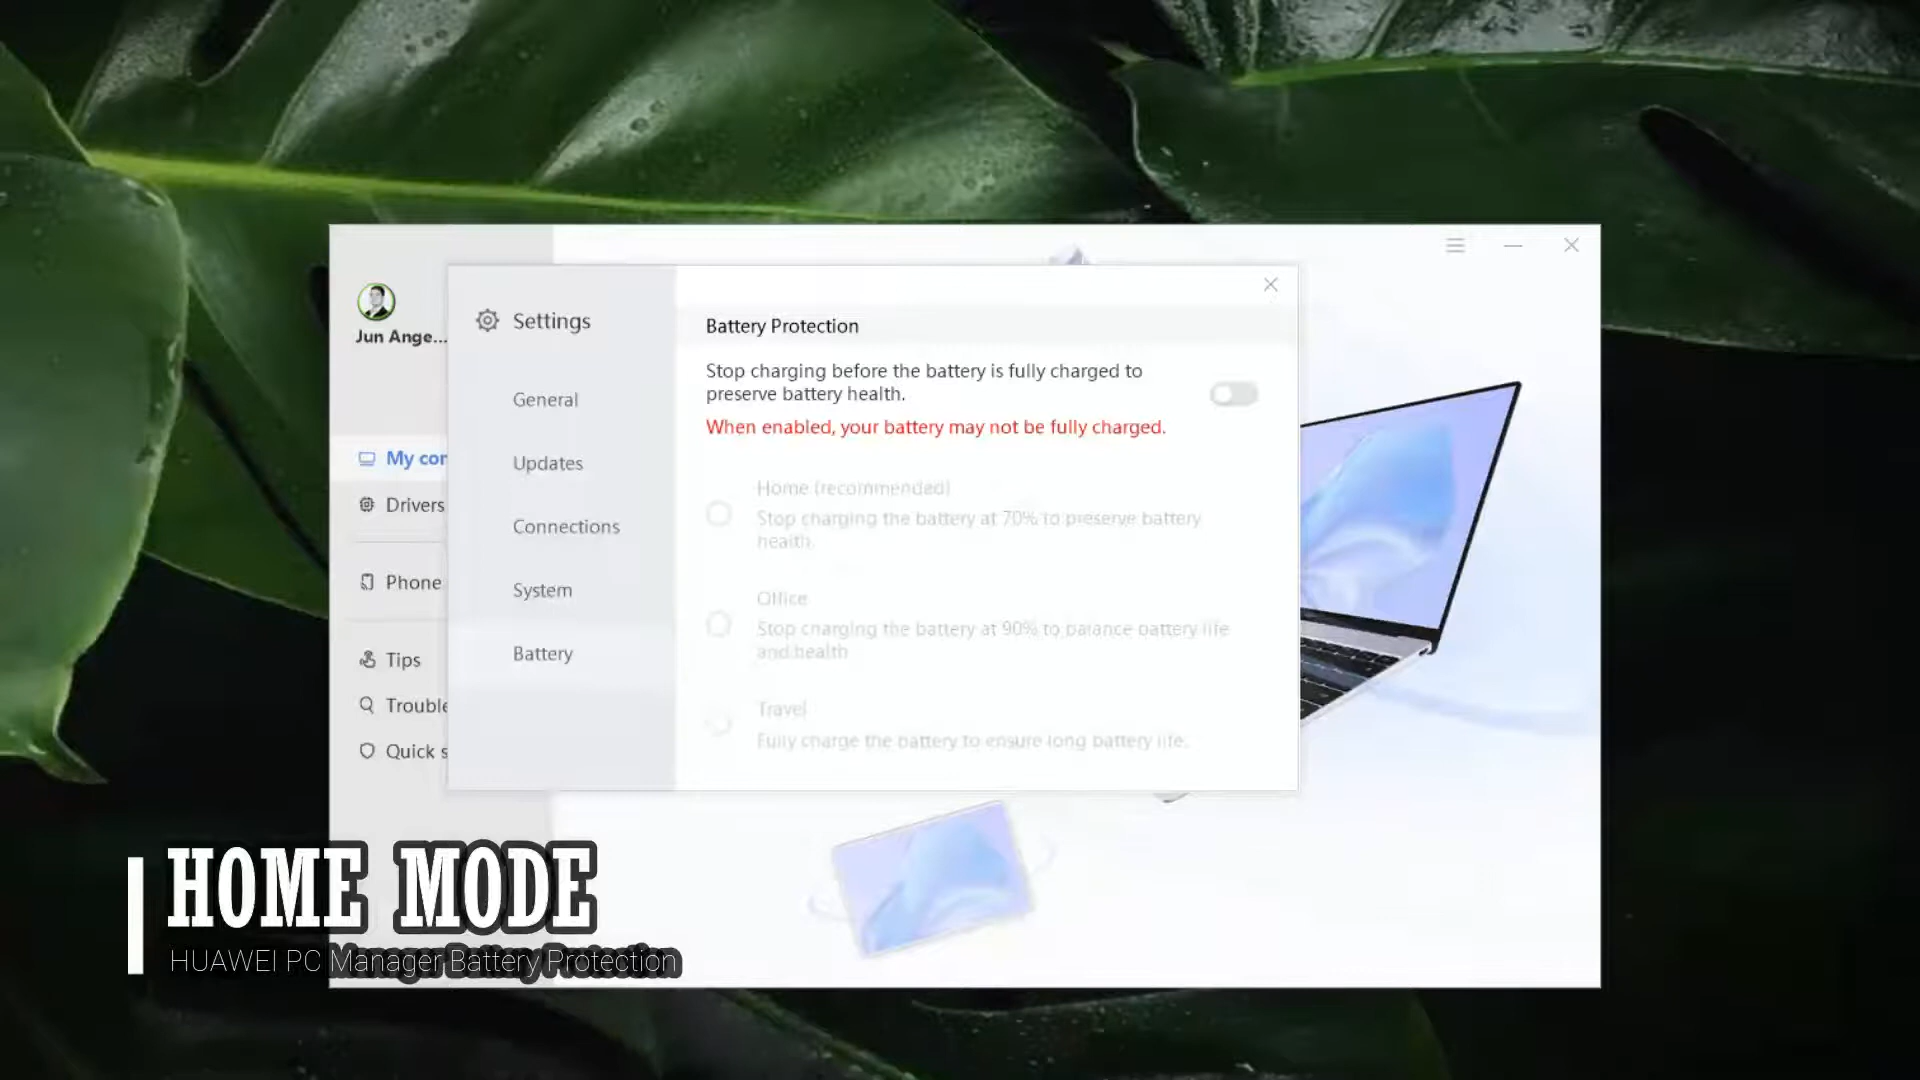 Jun Ange...
My con
Drivers
Phone
Tips
Trouble
Quick s
Settings
General
Updates
Connections
System
Battery
Battery Protection
Stop charging before the battery is fully charged to
preserve battery health.
When enabled, your battery may not be fully charged.
Home (recommended)
Stop charging the battery at 70% to preserve battery
health.
Office
Stop charging the battery at 90% to balance battery life
and health
Travel
Fully charge the battery to ensure long battery life.
HOME MODE
HUAWEI PC Manager Battery Protection